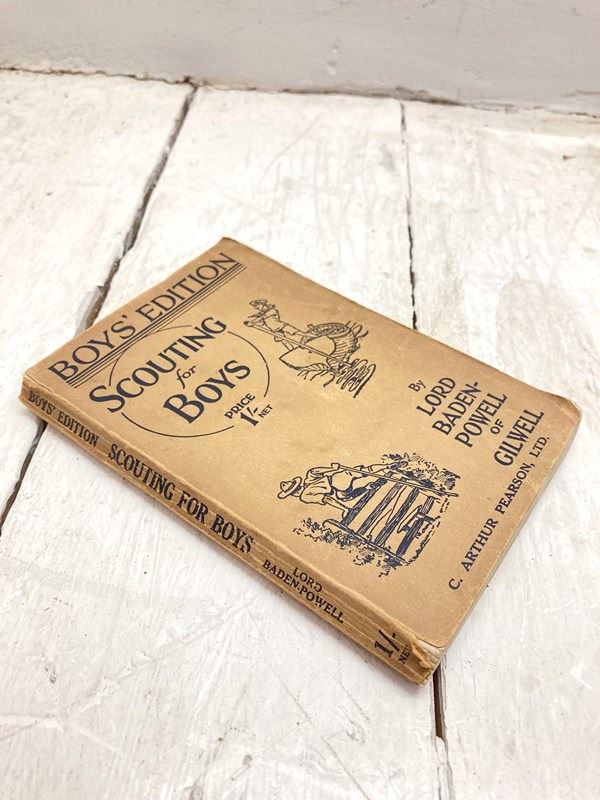 BOYS' EDITION
SCOUTING
for
BOYS
PRICE
1/-
NET
By
LORD
BADEN-
POWELL
OF
GILWELL
C. ARTHUR PEARSON, LTD.
BOYS' EDITION SCOUTING FOR BOYS
LORD
BADEN-POWELL
1/-
NET